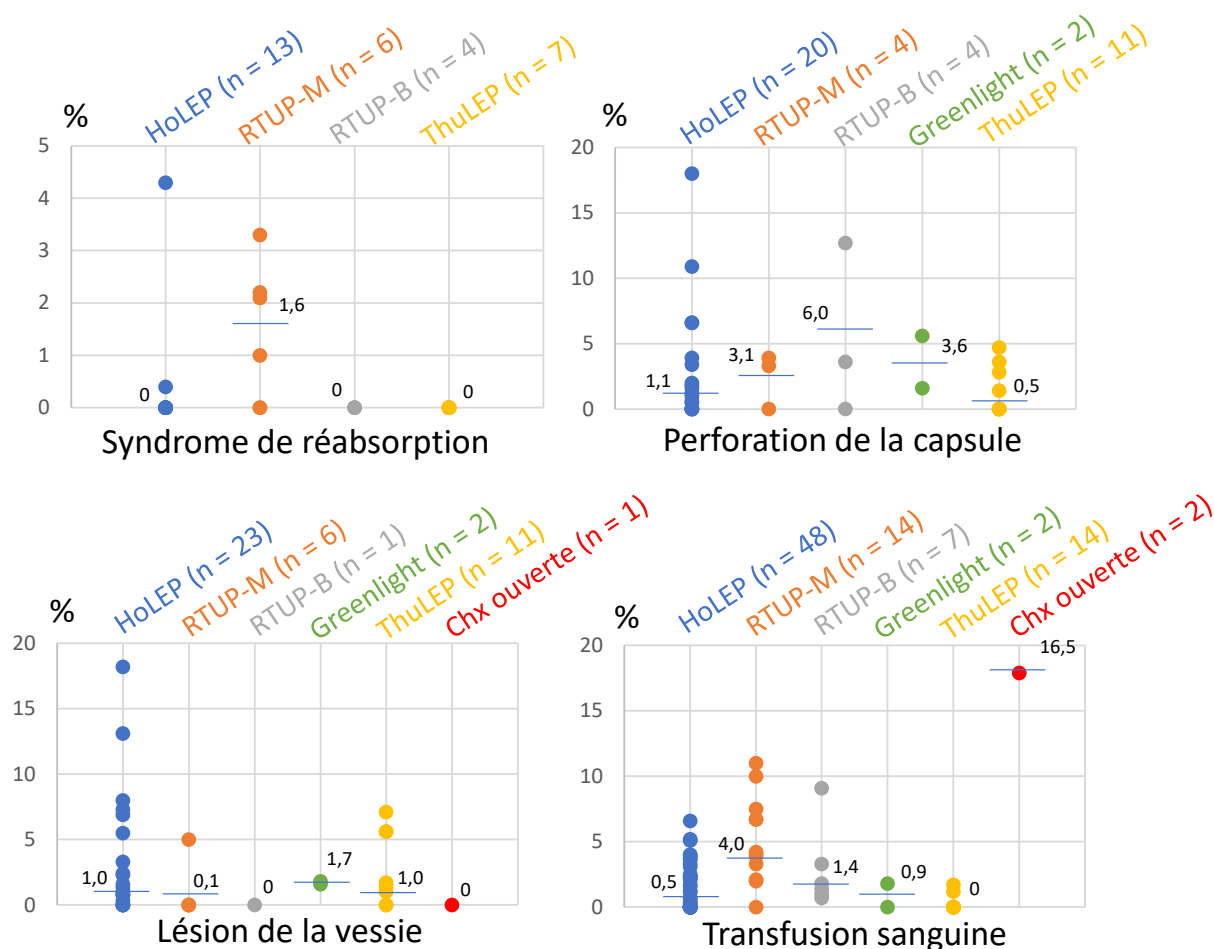 HoLEP (n = 13)
RTUP-M (n = 6)
RTUP-B (n = 4)
ThuLEP (n = 7)
%
5
4
3
2
1
0
0
1,6
0
0
Syndrome de réabsorption
HoLEP (n = 20)
RTUP-M (n = 4)
RTUP-B (n = 4)
Greenlight (n = 2)
ThuLEP (n = 11)
%
20
15
10
5
0
1,1
3,1
6,0
3,6
0,5
Perforation de la capsule
HoLEP (n = 23)
RTUP-M (n = 6)
RTUP-B (n = 1)
Greenlight (n = 2)
ThuLEP (n = 11)
Chx ouverte (n = 1)
%
20
15
10
5
0
1,0
0,1
0
1,7
1,0
0
Lésion de la vessie
HoLEP (n = 48)
RTUP-M (n = 14)
RTUP-B (n = 7)
Greenlight (n = 2)
ThuLEP (n = 14)
Chx ouverte (n = 2)
%
20
15
10
5
0
0,5
4,0
1,4
0,9
0
16,5
Transfusion sanguine